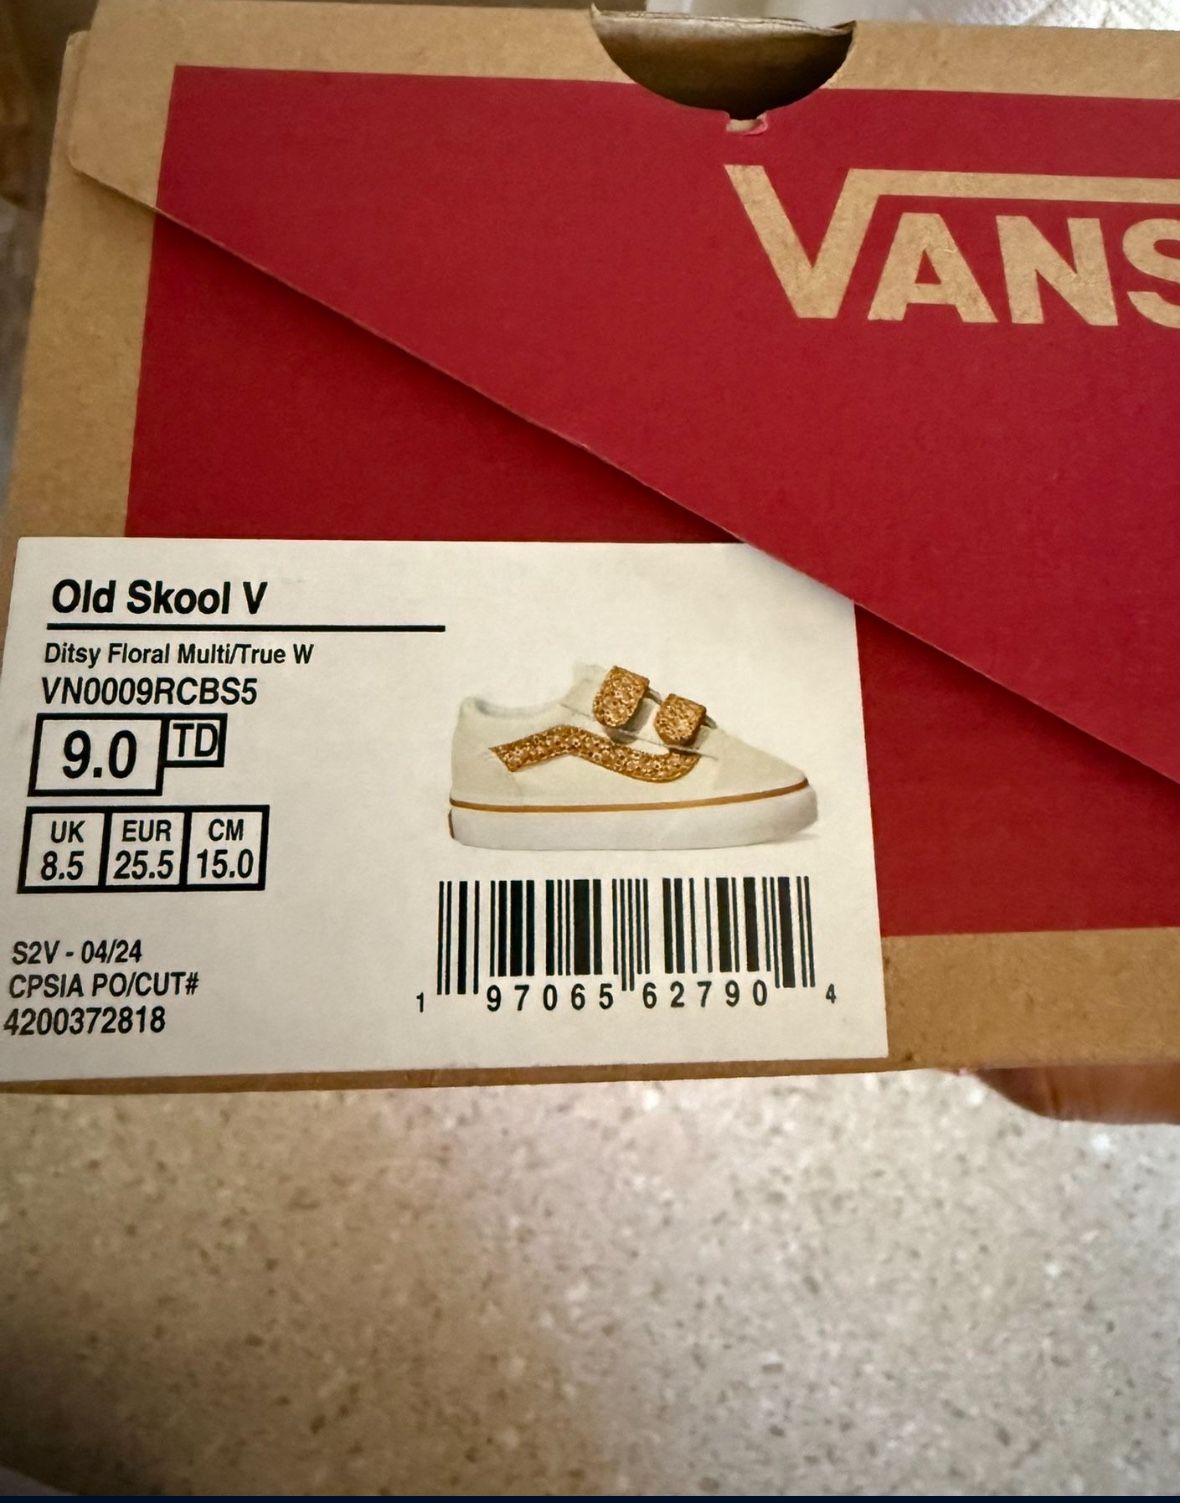 VANS
Old Skool V
Ditsy Floral Multi/True W
VN0009RCBS5
9.0 TD
UK EUR CM
8.5 25.5 15.0
S2V - 04/24
CPSIA PO/CUT#
4200372818
1 97065 62790 4